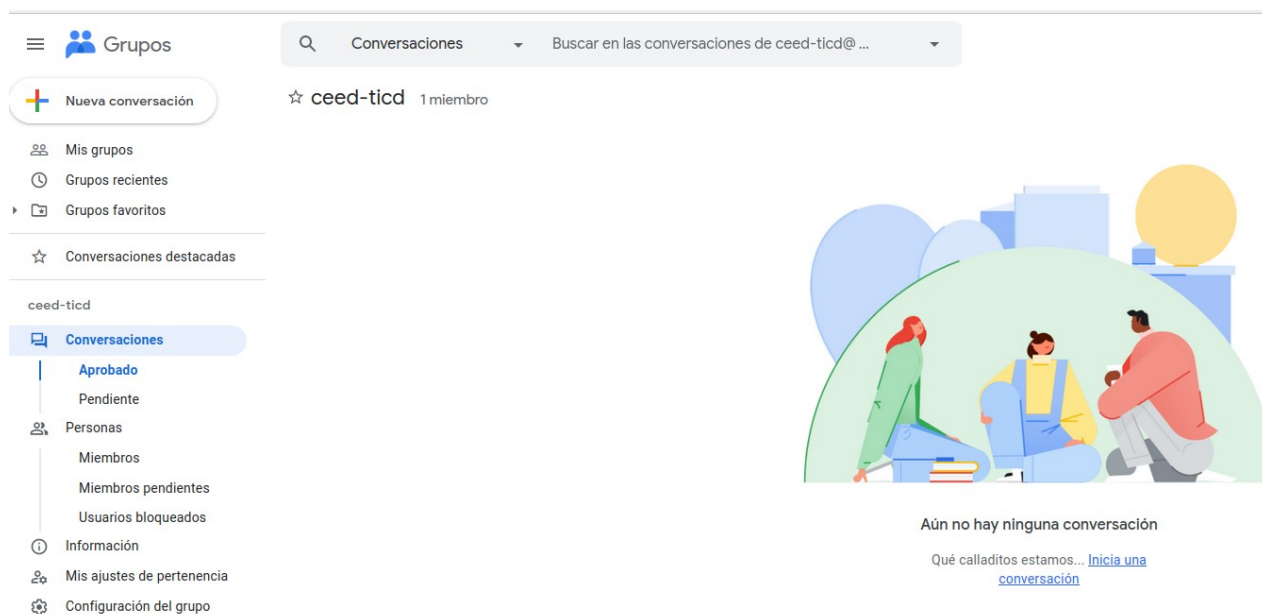 Grupos
Conversaciones
Buscar en las conversaciones de ceed-ticd@ ...
Nueva conversación
ceed-ticd 1 miembro
Mis grupos
Grupos recientes
Grupos favoritos
Conversaciones destacadas
ceed-ticd
Conversaciones
Aprobado
Pendiente
Personas
Miembros
Miembros pendientes
Usuarios bloqueados
Información
Mis ajustes de pertenencia
Configuración del grupo
Aún no hay ninguna conversación
Qué calladitos estamos... Inicia una
conversación